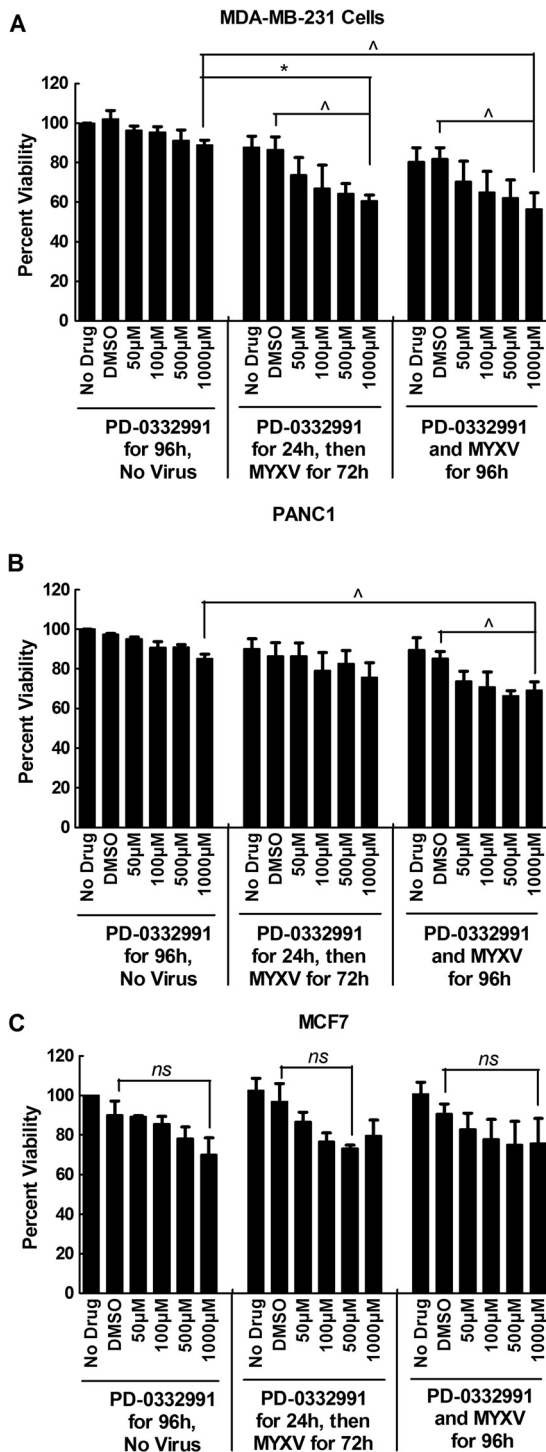 A
MDA-MB-231 Cells
^
*
^
^
Percent Viability
120
100
80
60
40
20
0
No Drug
DMSO
50µM
100µM
500µM
1000µM
No Drug
DMSO
50µM
100µM
500µM
1000µM
No Drug
DMSO
50µM
100µM
500µM
1000µM
PD-0332991
for 96h,
No Virus
PD-0332991
for 24h, then
MYXV for 72h
PD-0332991
and MYXV
for 96h
PANC1
B
^
^
Percent Viability
120
100
80
60
40
20
0
No Drug
DMSO
50µM
100µM
500µM
1000µM
No Drug
DMSO
50µM
100µM
500µM
1000µM
No Drug
DMSO
50µM
100µM
500µM
1000µM
PD-0332991
for 96h,
No Virus
PD-0332991
for 24h, then
MYXV for 72h
PD-0332991
and MYXV
for 96h
C
MCF7
ns
ns
ns
Percent Viability
120
100
80
60
40
20
0
No Drug
DMSO
50µM
100µM
500µM
1000µM
No Drug
DMSO
50µM
100µM
500µM
1000µM
No Drug
DMSO
50µM
100µM
500µM
1000µM
PD-0332991
for 96h,
No Virus
PD-0332991
for 24h, then
MYXV for 72h
PD-0332991
and MYXV
for 96h